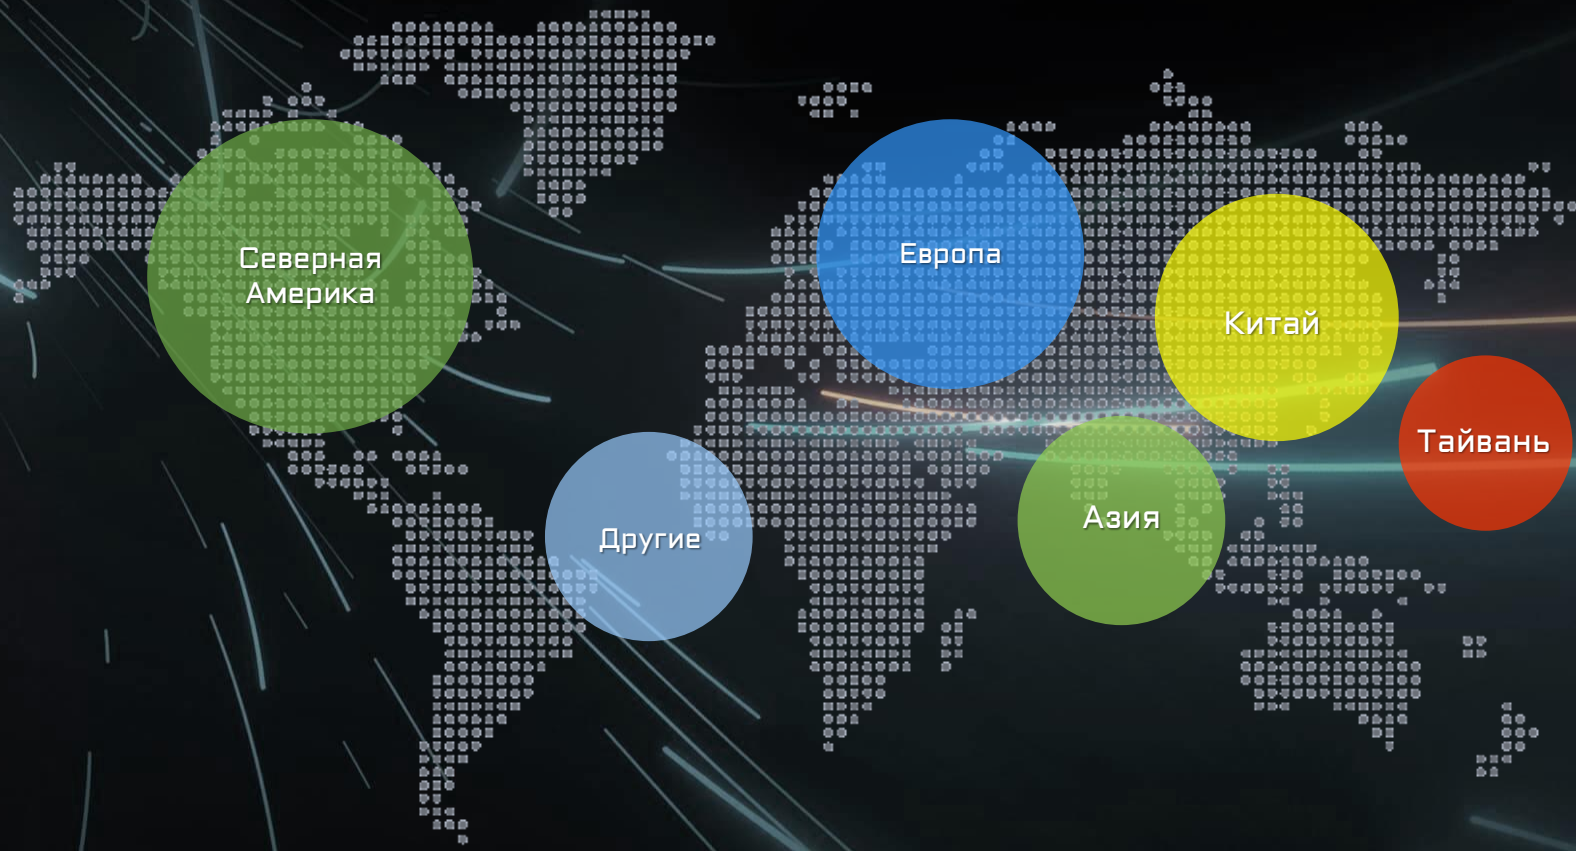 Северная
Америка
Европа
Китай
Тайвань
Азия
Другие